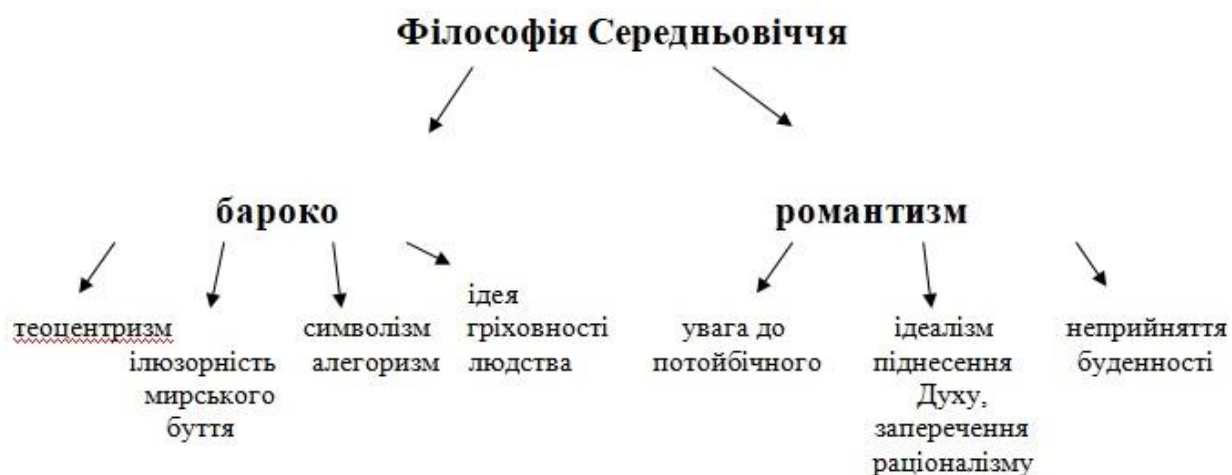 Філософія Середньовіччя
бароко
романтизм
теоцентризм
ілюзорність
мирського
буття
символізм
алегоризм
ідея
гріховності
людства
увага до
потойбічного
ідеалізм
піднесення
Духу,
заперечення
раціоналізму
неприйняття
буденності